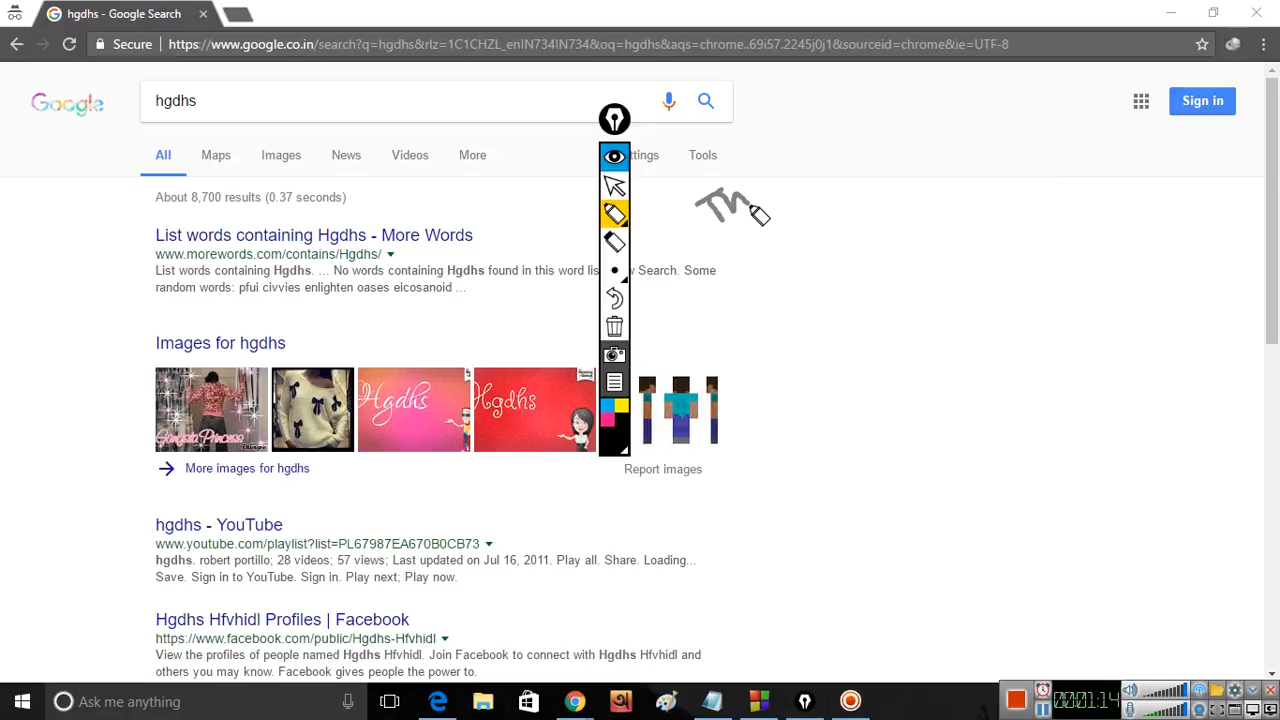 hgdhs - Google Search
Secure https://www.google.co.in/search?q=hgdhs&rlz=1C1CHZL_enIN734IN734&oq=hgdhs&aqs=chrome..69i57.2245j0j1&sourceid=chrome&ie=UTF-8
Google hgdhs Sign in
All Maps Images News Videos More ttings Tools
About 8,700 results (0.37 seconds)
List words containing Hgdhs - More Words
www.morewords.com/contains/Hgdhs/
List words containing Hgdhs. ... No words containing Hgdhs found in this word lis w Search. Some
random words: pfui civvies enlighten oases eicosanoid ...
Images for hgdhs
Hgdhs Hgdhs
Gangsta Princess
More images for hgdhs Report images
hgdhs - YouTube
www.youtube.com/playlist?list=PL67987EA670B0CB73
hgdhs. robert portillo; 28 videos; 57 views; Last updated on Jul 16, 2011. Play all. Share. Loading...
Save. Sign in to YouTube. Sign in. Play next; Play now.
Hgdhs Hfvhidl Profiles | Facebook
https://www.facebook.com/public/Hgdhs-Hfvhidl
View the profiles of people named Hgdhs Hfvhidl. Join Facebook to connect with Hgdhs Hfvhidl and
others you may know. Facebook gives people the power to.
Ask me anything 00:01:14